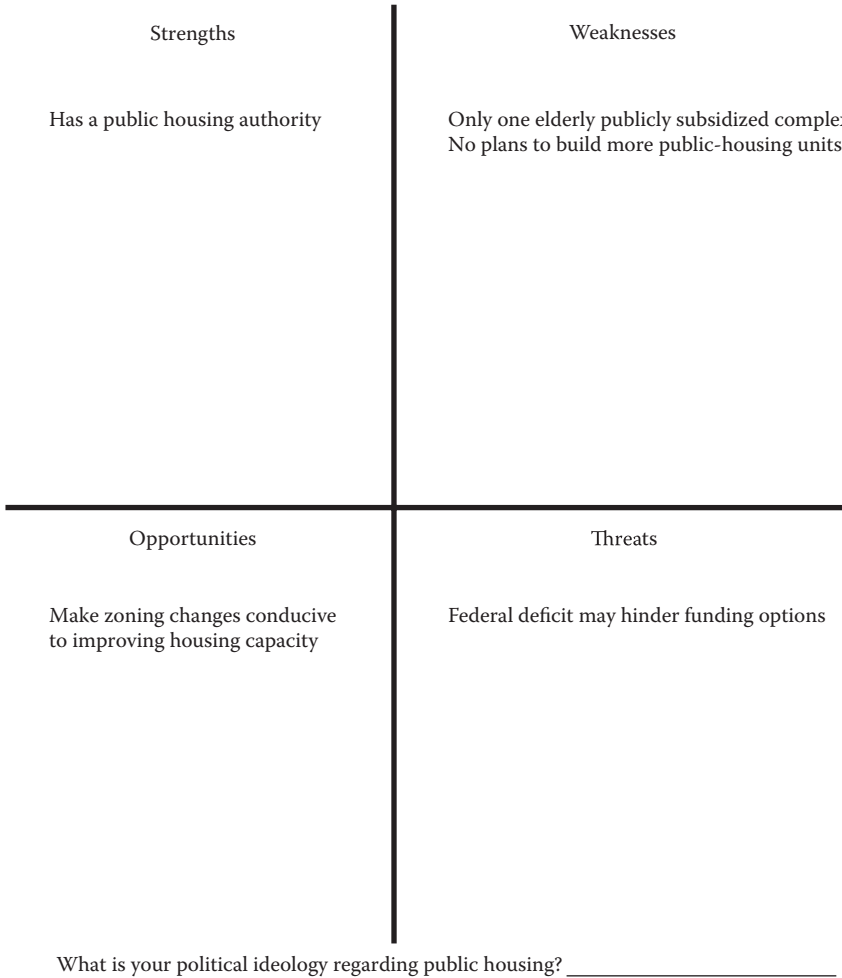 Strengths
Weaknesses
Has a public housing authority
Only one elderly publicly subsidized
No plans to build more public-housing units
Opportunities
Threats
Make zoning changes conducive
to improving housing capacity
Federal deficit may hinder funding options
What is your political ideology regarding public housing?